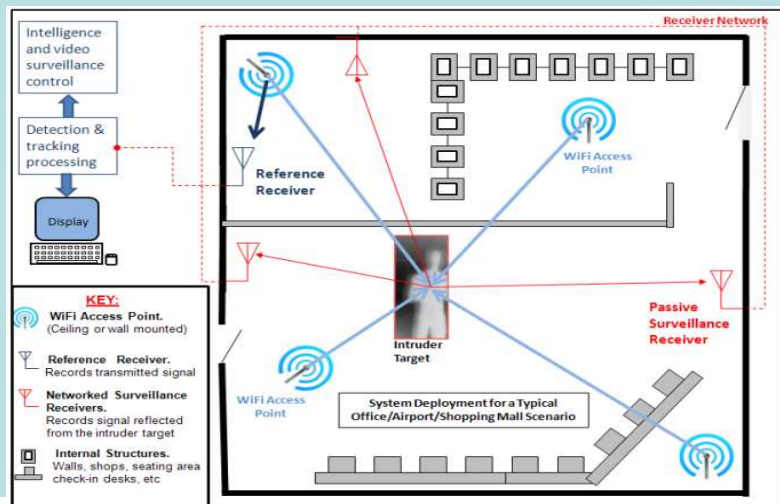 Receiver Network
Intelligence
and video
surveillance
control
Detection &
tracking
processing
Display
Reference
Receiver
WiFi Access
Point
Intruder
Target
Passive
Surveillance
Receiver
WiFi Access
Point
System Deployment for a Typical
Office/Airport/Shopping Mall Scenario
KEY:
WiFi Access Point.
(Ceiling or wall mounted)
Reference Receiver.
Records transmitted signal
Networked Surveillance
Receivers.
Records signal reflected
from the intruder target
Internal Structures.
Walls, shops, seating area
check-in desks, etc